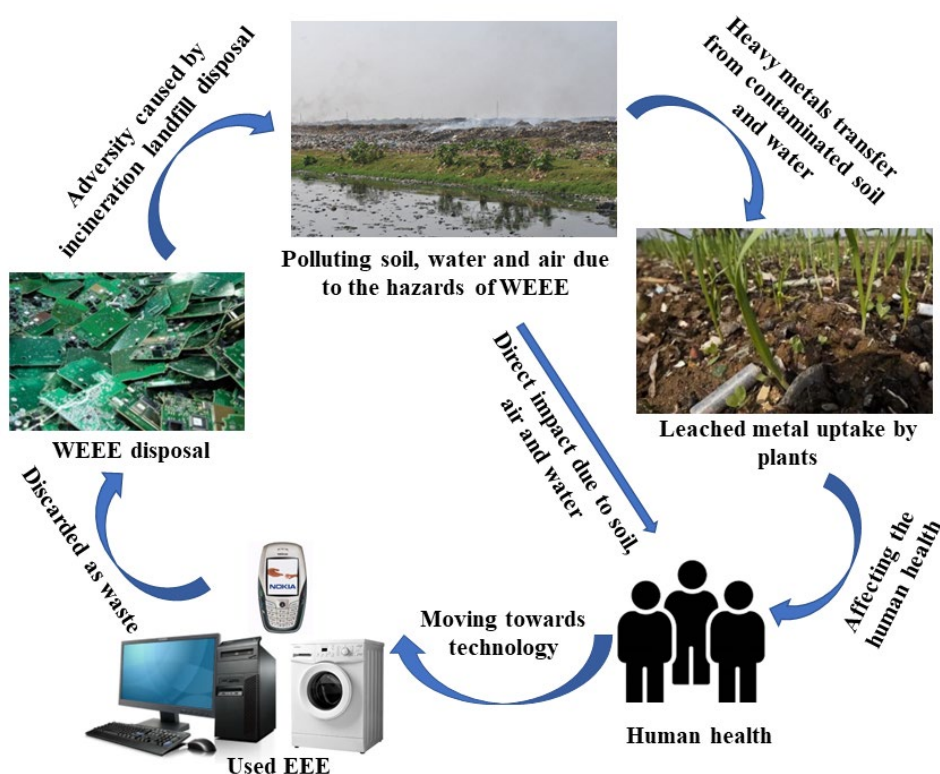 Adversity caused by
incineration landfill disposal
Heavy metals transfer
from contaminated soil
and water
Polluting soil, water and air due
to the hazards of WEEE
WEEE disposal
Leached metal uptake by
plants
Direct impact due to soil,
air and water
Discarded as waste
Affecting the
human health
NOKIA
Moving towards
technology
Human health
Used EEE